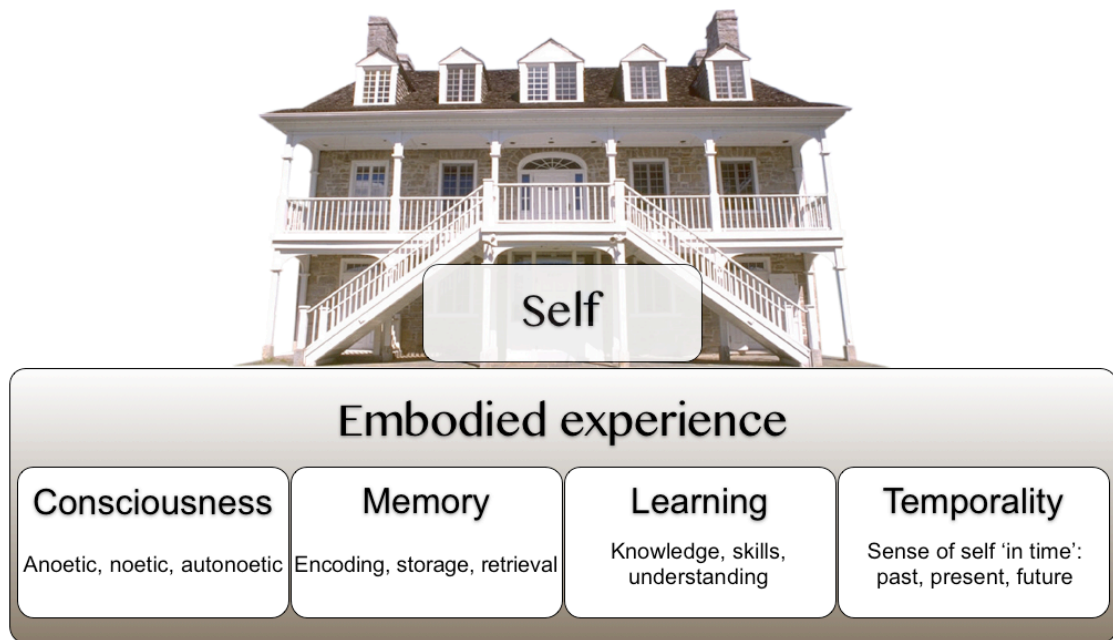 Self
Embodied experience
Consciousness
Anoetic, noetic, autonoetic
Memory
Encoding, storage, retrieval
Learning
Knowledge, skills,
understanding
Temporality
Sense of self ‘in time’:
past, present, future